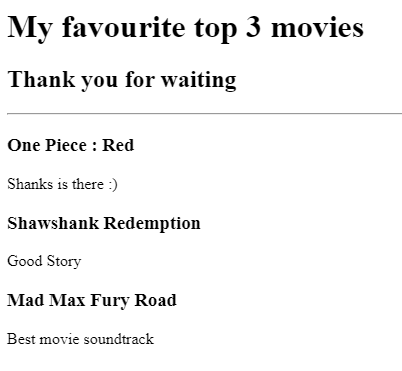 My favourite top 3 movies
Thank you for waiting
One Piece : Red
Shanks is there :)
Shawshank Redemption
Good Story
Mad Max Fury Road
Best movie soundtrack